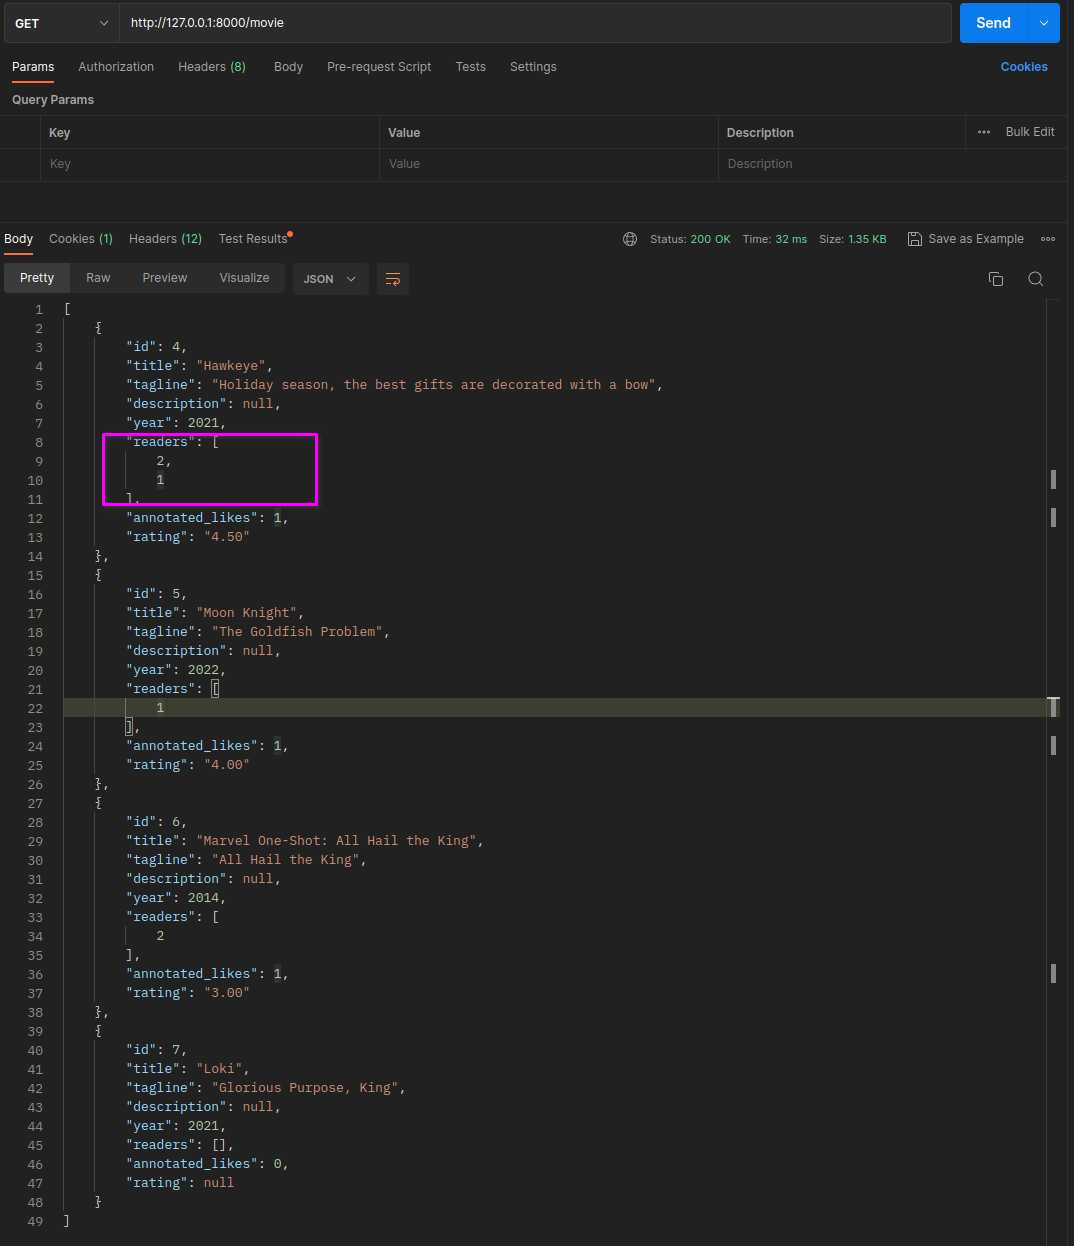 GET http://127.0.0.1:8000/movie Send
Params Authorization Headers (8) Body Pre-request Script Tests Settings Cookies
Query Params
Key Value Description ••• Bulk Edit
Key Value Description
Body Cookies (1) Headers (12) Test Results Status: 200 OK Time: 32 ms Size: 1.35 KB Save as Example
Pretty Raw Preview Visualize JSON
1 [
2 {
3 "id": 4,
4 "title": "Hawkeye",
5 "tagline": "Holiday season, the best gifts are decorated with a bow",
6 "description": null,
7 "year": 2021,
8 "readers": [
9 2,
10 1
11 ],
12 "annotated_likes": 1,
13 "rating": "4.50"
14 },
15 {
16 "id": 5,
17 "title": "Moon Knight",
18 "tagline": "The Goldfish Problem",
19 "description": null,
20 "year": 2022,
21 "readers": [
22 1
23 ],
24 "annotated_likes": 1,
25 "rating": "4.00"
26 },
27 {
28 "id": 6,
29 "title": "Marvel One-Shot: All Hail the King",
30 "tagline": "All Hail the King",
31 "description": null,
32 "year": 2014,
33 "readers": [
34 2
35 ],
36 "annotated_likes": 1,
37 "rating": "3.00"
38 },
39 {
40 "id": 7,
41 "title": "Loki",
42 "tagline": "Glorious Purpose, King",
43 "description": null,
44 "year": 2021,
45 "readers": [],
46 "annotated_likes": 0,
47 "rating": null
48 }
49 ]